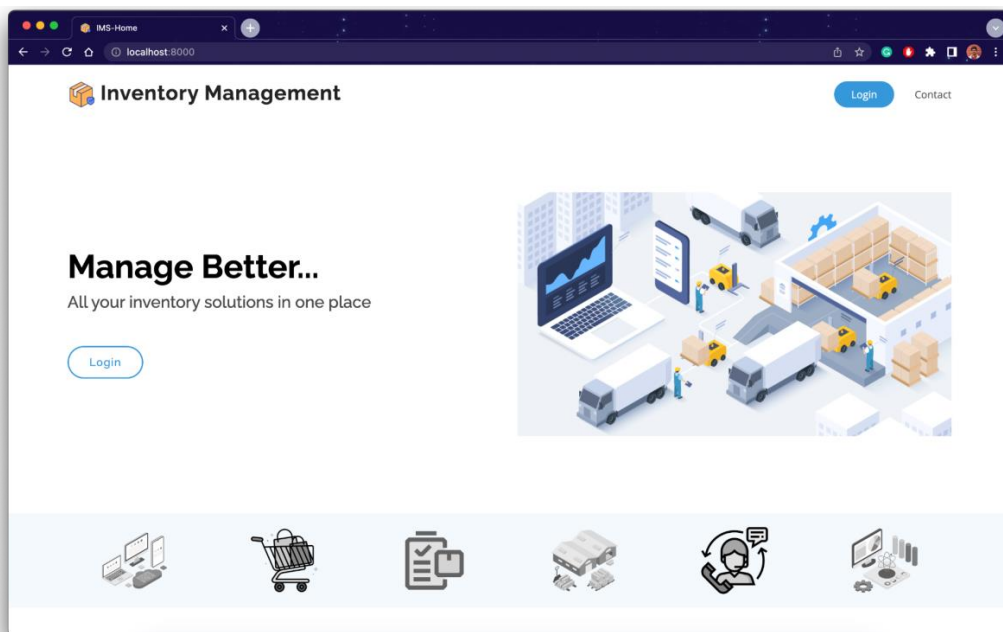 IMS-Home
localhost:8000
Inventory Management
Login
Contact
Manage Better...
All your inventory solutions in one place
Login